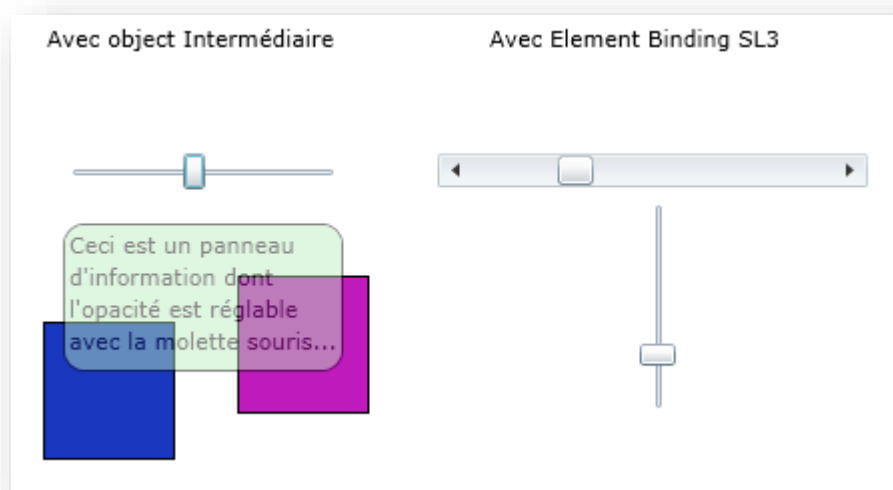 Avec object Intermédiaire
Avec Element Binding SL3
Ceci est un panneau
d'information dont
l'opacité est réglable
avec la molette souris...